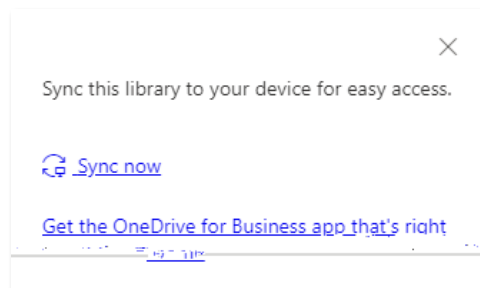 Sync this library to your device for easy access.
Sync now
Get the OneDrive for Business app that's right